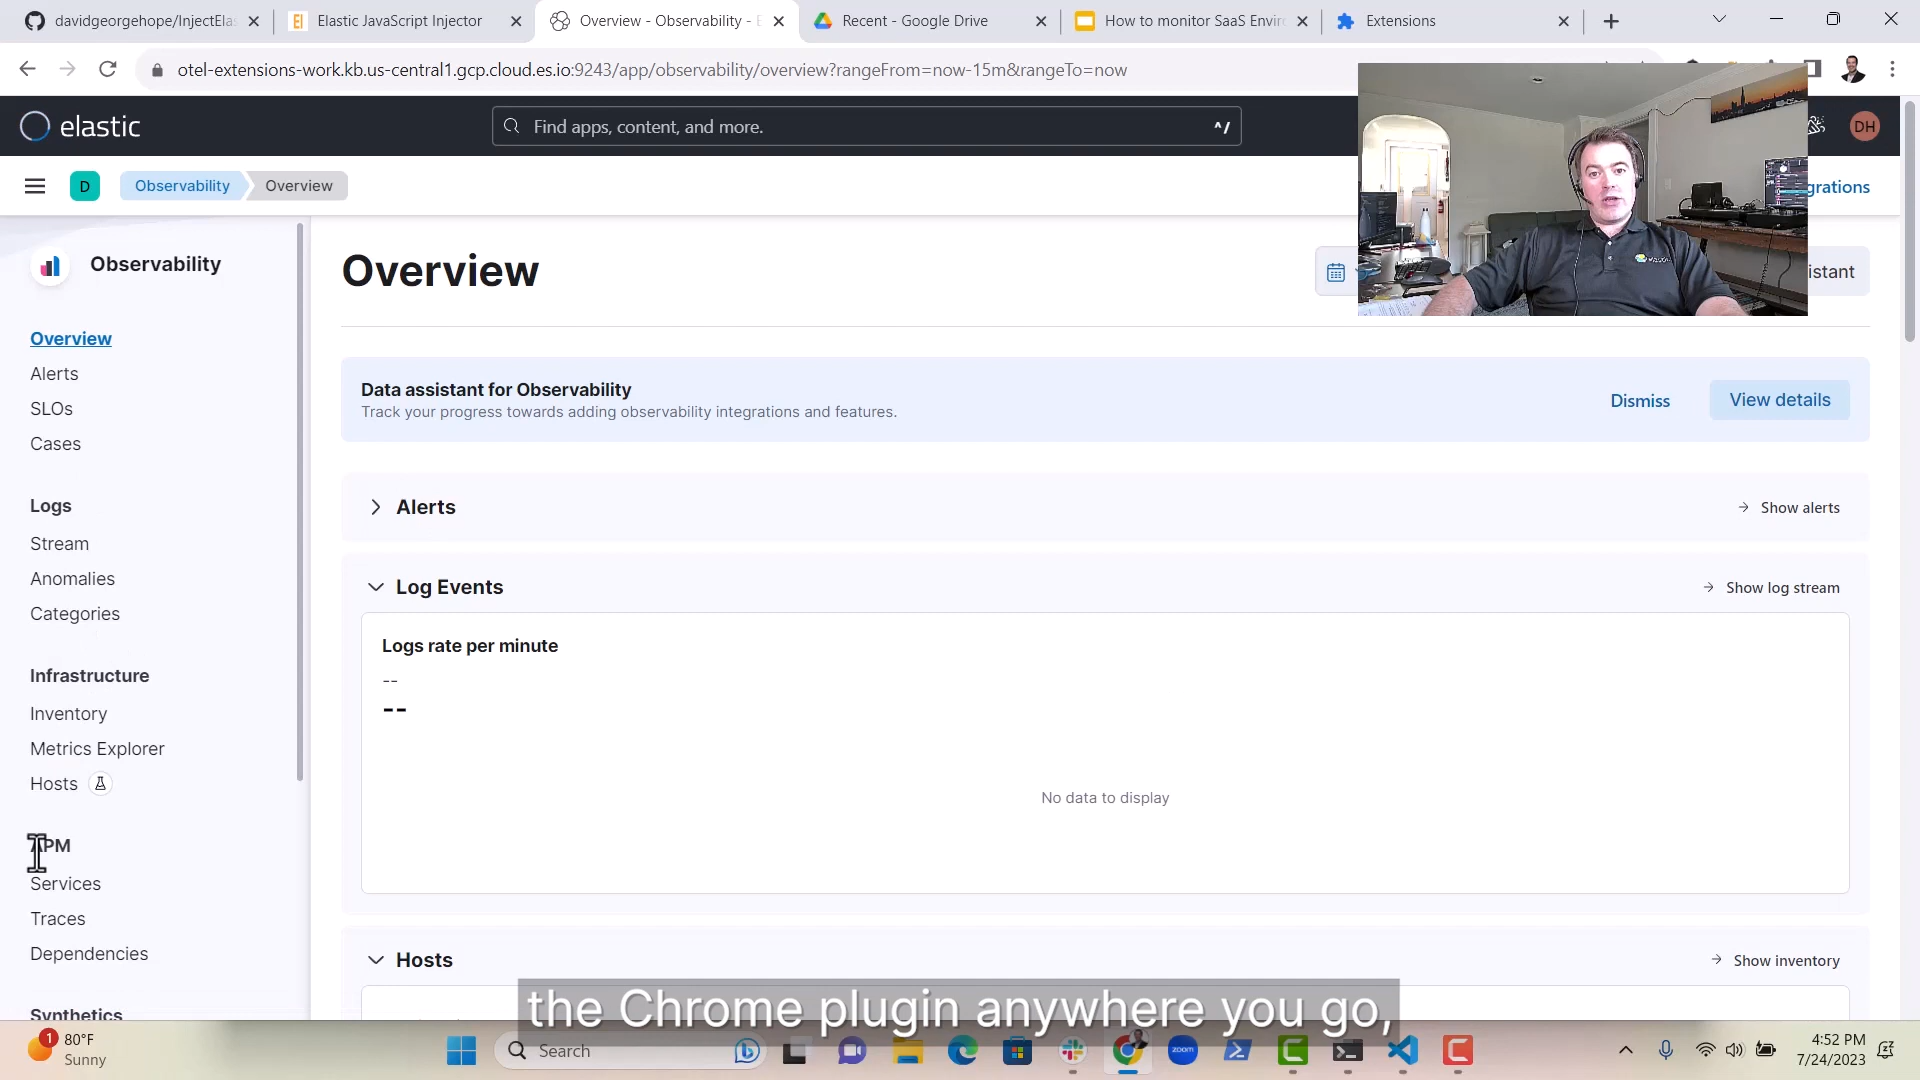 davidgeorgehope/InjectElas
Elastic JavaScript Injector
Overview - Observability - E
Recent - Google Drive
How to monitor SaaS Enviro
Extensions
otel-extensions-work.kb.us-central1.gcp.cloud.es.io:9243/app/observability/overview?rangeFrom=now-15m&rangeTo=now
elastic
Find apps, content, and more.
^/
DH
D
Observability
Overview
grations
Observability
Overview
istant
Overview
Alerts
SLOs
Cases
Data assistant for Observability
Track your progress towards adding observability integrations and features.
Dismiss
View details
Logs
Stream
Anomalies
Categories
Alerts
Show alerts
Log Events
Show log stream
Logs rate per minute
--
--
No data to display
Infrastructure
Inventory
Metrics Explorer
Hosts
APM
Services
Traces
Dependencies
Synthetics
Hosts
Show inventory
the Chrome plugin anywhere you go,
1
80°F
Sunny
Search
zoom
4:52 PM
7/24/2023